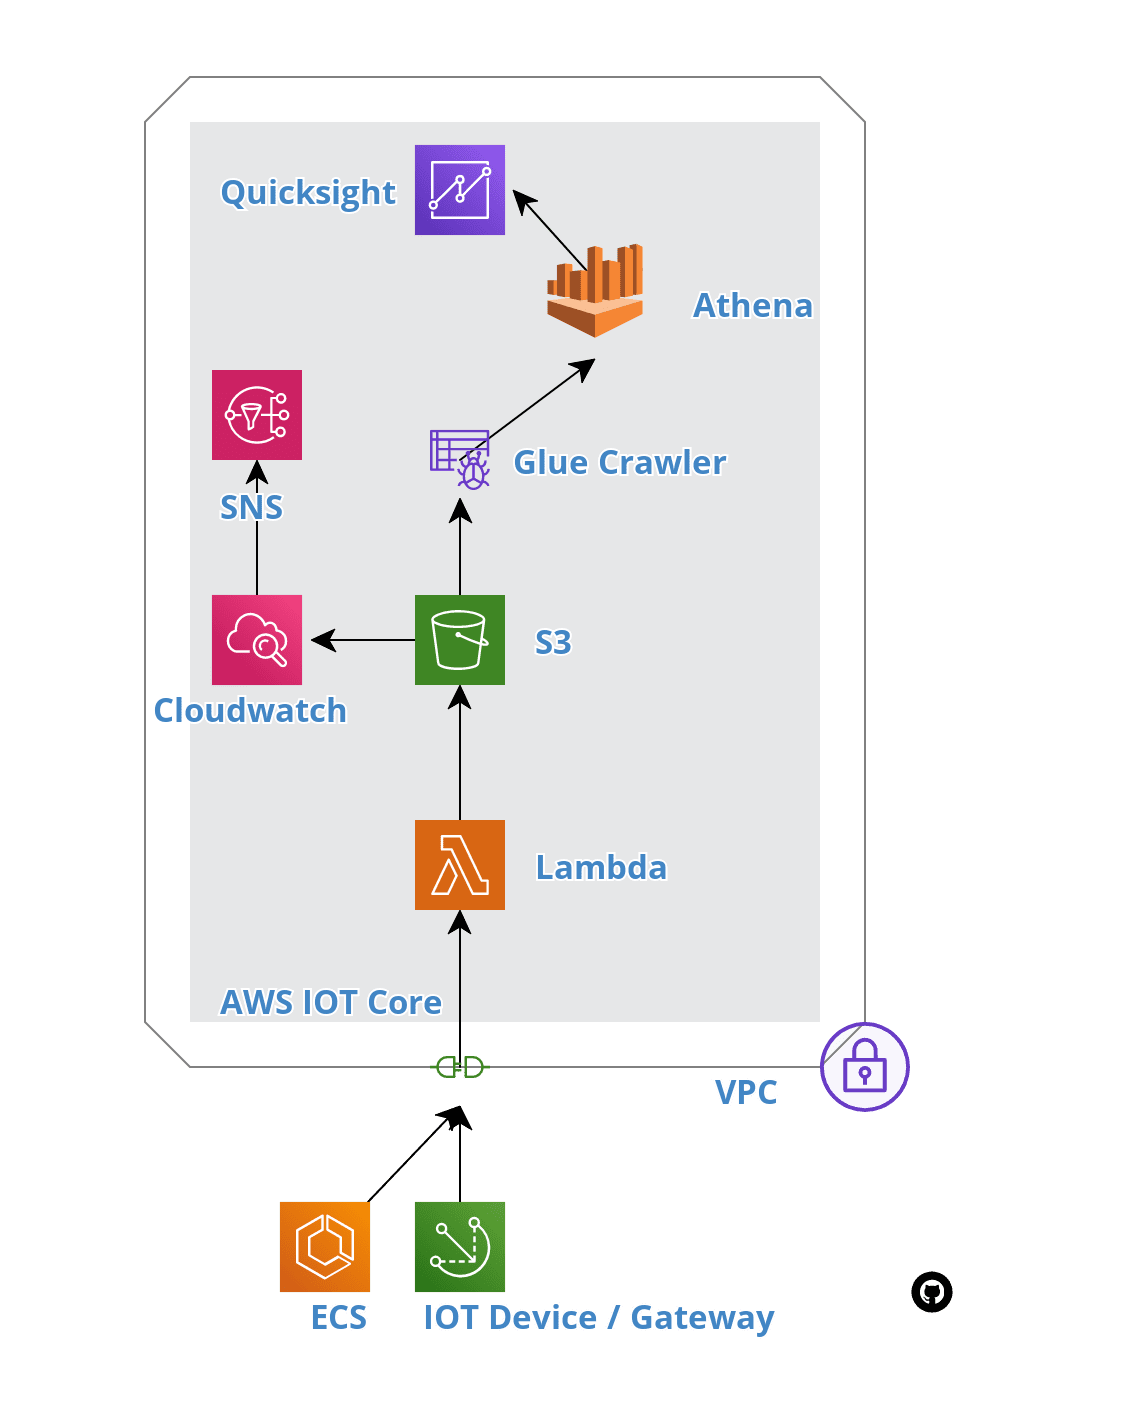 Quicksight
Athena
Glue Crawler
SNS
S3
Cloudwatch
Lambda
AWS IOT Core
VPC
ECS
IOT Device / Gateway